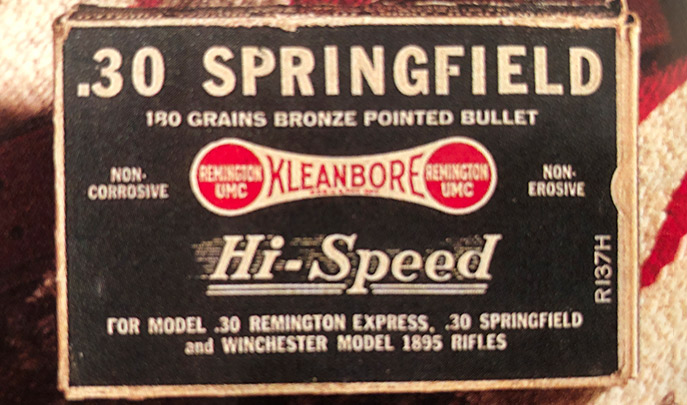 .30 SPRINGFIELD
180 GRAINS BRONZE POINTED BULLET
NON-
CORROSIVE
REMINGTON
UMC
KLEANBORE
REMINGTON
UMC
NON-
EROSIVE
Hi-Speed
R137H
FOR MODEL .30 REMINGTON EXPRESS, .30 SPRINGFIELD
and WINCHESTER MODEL 1895 RIFLES